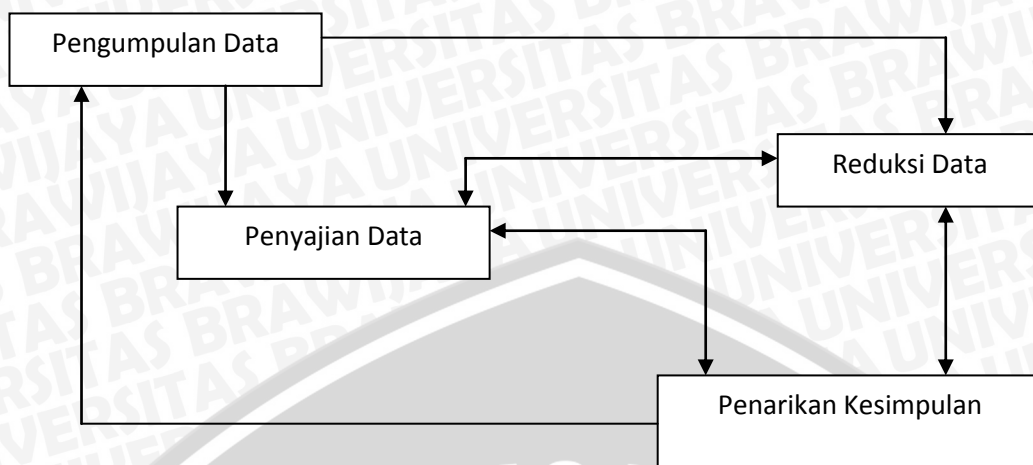 Pengumpulan Data
Reduksi Data
Penyajian Data
Penarikan Kesimpulan